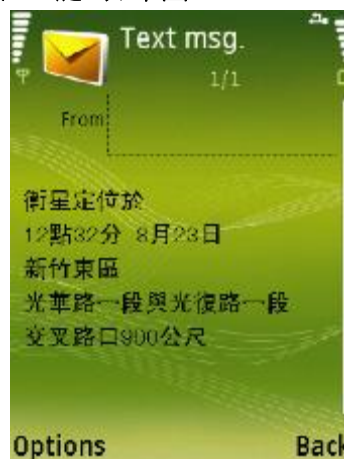 Text msg.
1/1
From
衛星定位於
12點32分 8月23日
新竹東區
光華路一段與光復路一段
交叉路口900公尺
Options
Back